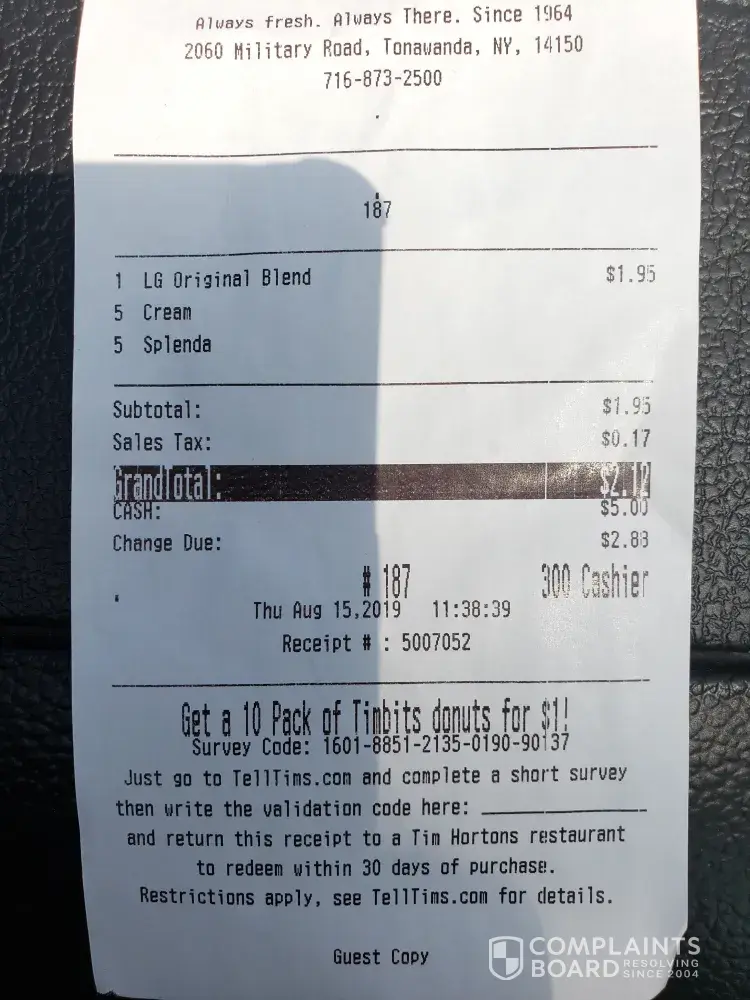 Always fresh. Always There. Since 1964
2060 Military Road, Tonawanda, NY, 14150
716-873-2500
187
1 LG Original Blend $1.95
5 Cream
5 Splenda
Subtotal: $1.95
Sales Tax: $0.17
GrandTotal: $2.12
CASH: $5.00
Change Due: $2.88
# 187 300 Cashier
Thu Aug 15,2019 11:38:39
Receipt # : 5007052
Get a 10 Pack of Timbits donuts for $1!
Survey Code: 1601-8851-2135-0190-90137
Just go to TellTims.com and complete a short survey
then write the validation code here:
and return this receipt to a Tim Hortons restaurant
to redeem within 30 days of purchase.
Restrictions apply, see TellTims.com for details.
Guest Copy
COMPLAINTS
BOARD RESOLVING
SINCE 2004